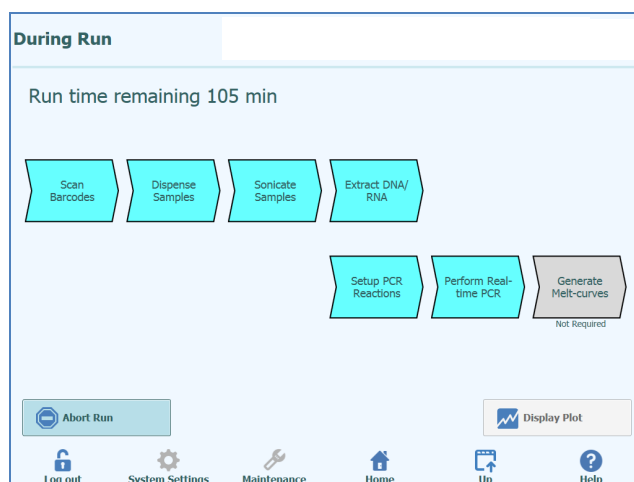 During Run
Run time remaining 105 min
Scan
Barcodes
Dispense
Samples
Sonicate
Samples
Extract DNA/
RNA
Setup PCR
Reactions
Perform Real-
time PCR
Generate
Melt-curves
Not Required
Abort Run
Display Plot
Log out
System Settings
Maintenance
Home
Up
Help